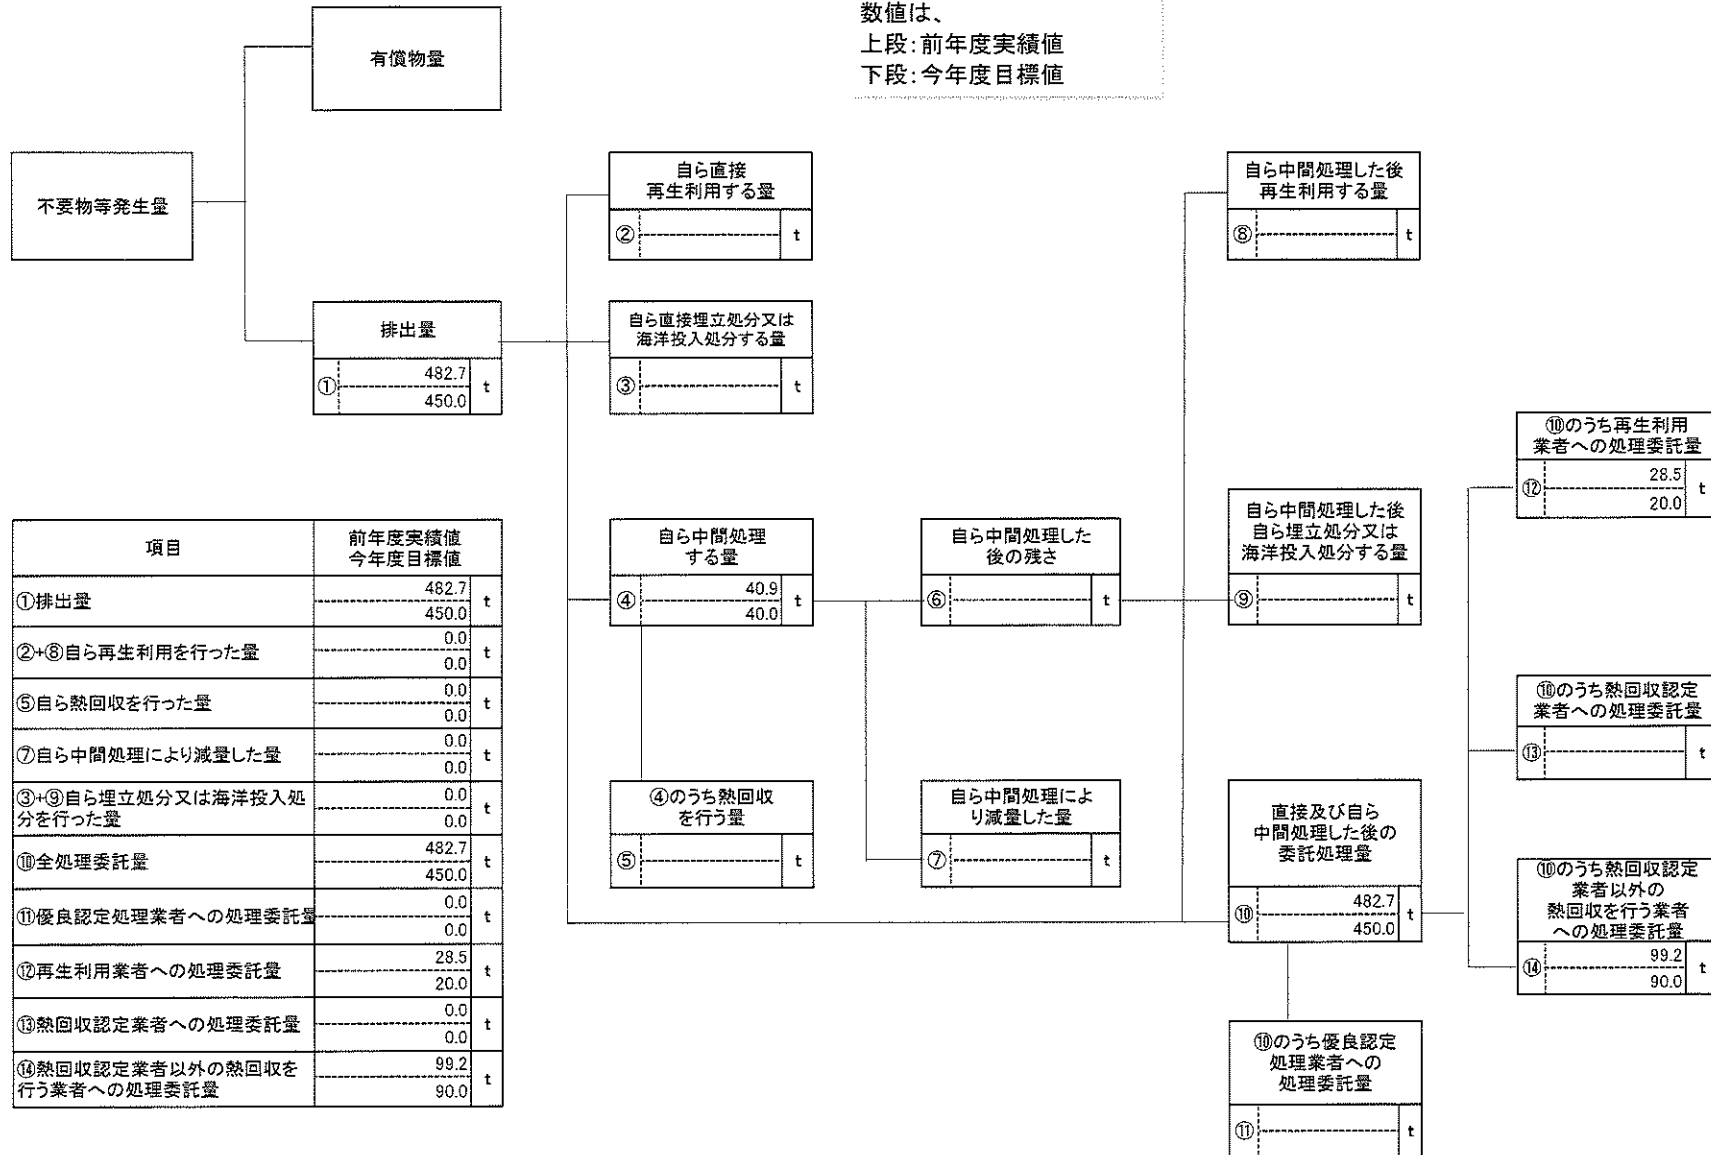 数値は、
上段：前年度実績値
下段：今年度目標値
有償物量
不要物等発生量
排出量
①
482.7
450.0
t
自ら直接
再生利用する量
②
t
自ら直接埋立処分又は
海洋投入処分する量
③
t
自ら中間処理した後
再生利用する量
⑧
t
自ら中間処理
する量
④
40.9
40.0
t
自ら中間処理した
後の残さ
⑥
t
自ら中間処理した後
自ら埋立処分又は
海洋投入処分する量
⑨
t
⑩のうち再生利用
業者への処理委託量
⑫
28.5
20.0
t
⑩のうち熱回収認定
業者への処理委託量
⑬
t
④のうち熱回収
を行う量
⑤
t
自ら中間処理によ
り減量した量
⑦
t
直接及び自ら
中間処理した後の
委託処理量
⑩
482.7
450.0
t
⑩のうち熱回収認定
業者以外の
熱回収を行う業者
への処理委託量
⑭
99.2
90.0
t
⑩のうち優良認定
処理業者への
処理委託量
⑪
t
項目
前年度実績値
今年度目標値
①排出量
482.7
450.0
t
②+⑧自ら再生利用を行った量
0.0
0.0
t
⑤自ら熱回収を行った量
0.0
0.0
t
⑦自ら中間処理により減量した量
0.0
0.0
t
③+⑨自ら埋立処分又は海洋投入処
分を行った量
0.0
0.0
t
⑩全処理委託量
482.7
450.0
t
⑪優良認定処理業者への処理委託量
0.0
0.0
t
⑫再生利用業者への処理委託量
28.5
20.0
t
⑬熱回収認定業者への処理委託量
0.0
0.0
t
⑭熱回収認定業者以外の熱回収を
行う業者への処理委託量
99.2
90.0
t